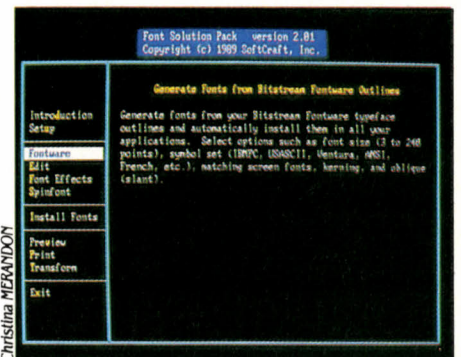 Font Solution Pack version 2.01
Copyright (c) 1989 SoftCraft, Inc.
Generate Fonts from Bitstream Fontware Outlines
Introduction
Setup
Fontware
Edit
Font Effects
Spinfont
Install Fonts
Preview
Print
Transform
Exit
Generate fonts from your Bitstream Fontware typeface
outlines and automatically install them in all your
applications. Select options such as font size (3 to 240
points), symbol set (IBMPC, USASCII, Ventura, ANSI,
French, etc.), matching screen fonts, kerning, and oblique
(slant).
Christina MERANDON